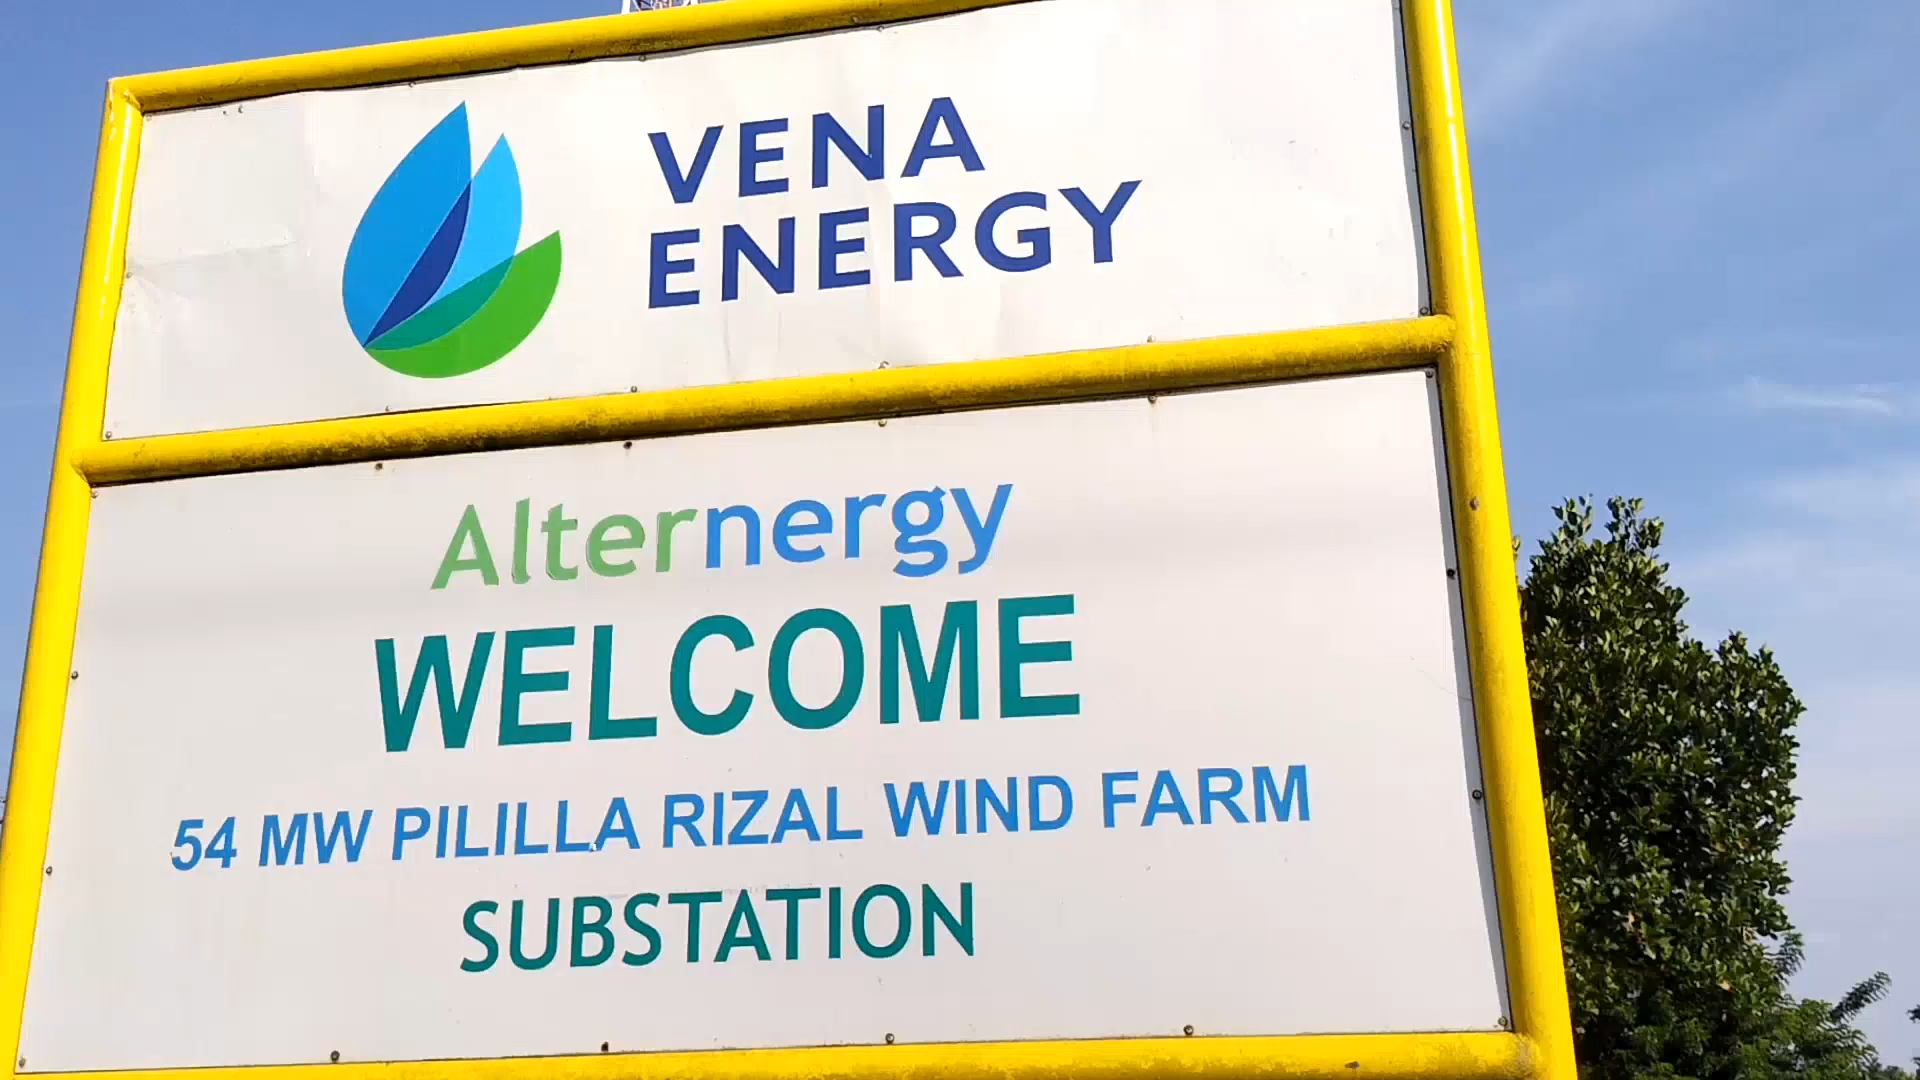 VENA
ENERGY
Alternergy
WELCOME
54 MW PILILLA RIZAL WIND FARM
SUBSTATION